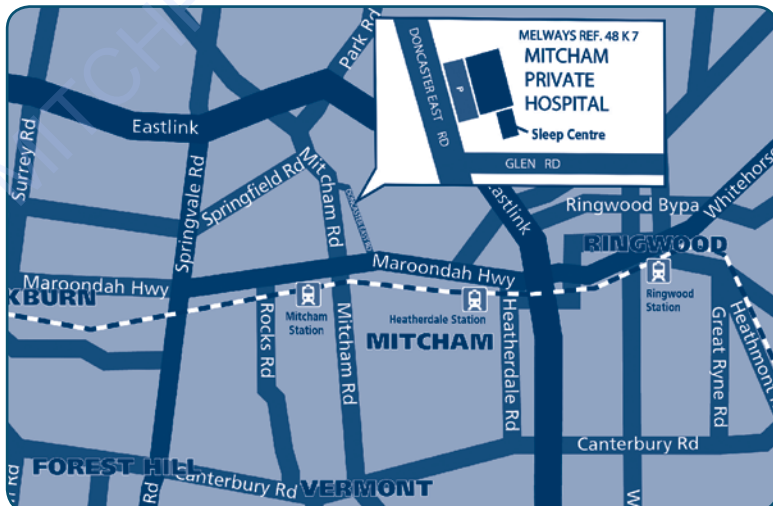 MITCHE
Park Rd
DONCASTER EAST RD
MELWAYS REF. 48 K 7
MITCHAM
PRIVATE
HOSPITAL
P
Sleep Centre
GLEN RD
Surrey Rd
Eastlink
Springvale Rd
Springfield Rd
Mitcham Rd
Eastlink
Whitehorse
Ringwood Bypa
RINGWOOD
Maroondah Hwy
Maroondah Hwy
KBURN
Mitcham
Station
Heatherdale Station
Ringwood
Station
MITCHAM
Rocks Rd
Mitcham Rd
Heatherdale Rd
Great Ryne Rd
Heathmont
Canterbury Rd
FOREST HILL
Canterbury Rd
VERMONT
Rd
rd
W